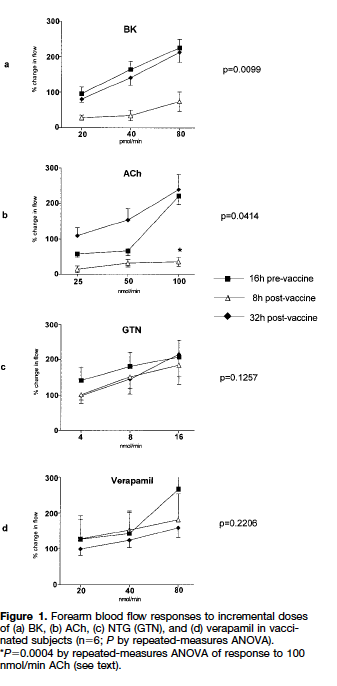 BK
a
% change in flow
300
200
100
0
20 40 80
pmol/min
p=0.0099
ACh
b
% change in flow
300
200
100
0
25 50 100
nmol/min
*
p=0.0414
16h pre-vaccine
8h post-vaccine
32h post-vaccine
GTN
c
% change in flow
300
200
100
0
4 8 16
nmol/min
p=0.1257
Verapamil
d
% change in flow
300
200
100
0
20 40 80
nmol/min
p=0.2206
Figure 1. Forearm blood flow responses to incremental doses
of (a) BK, (b) ACh, (c) NTG (GTN), and (d) verapamil in vacci-
nated subjects (n=6; P by repeated-measures ANOVA).
*P=0.0004 by repeated-measures ANOVA of response to 100
nmol/min ACh (see text).